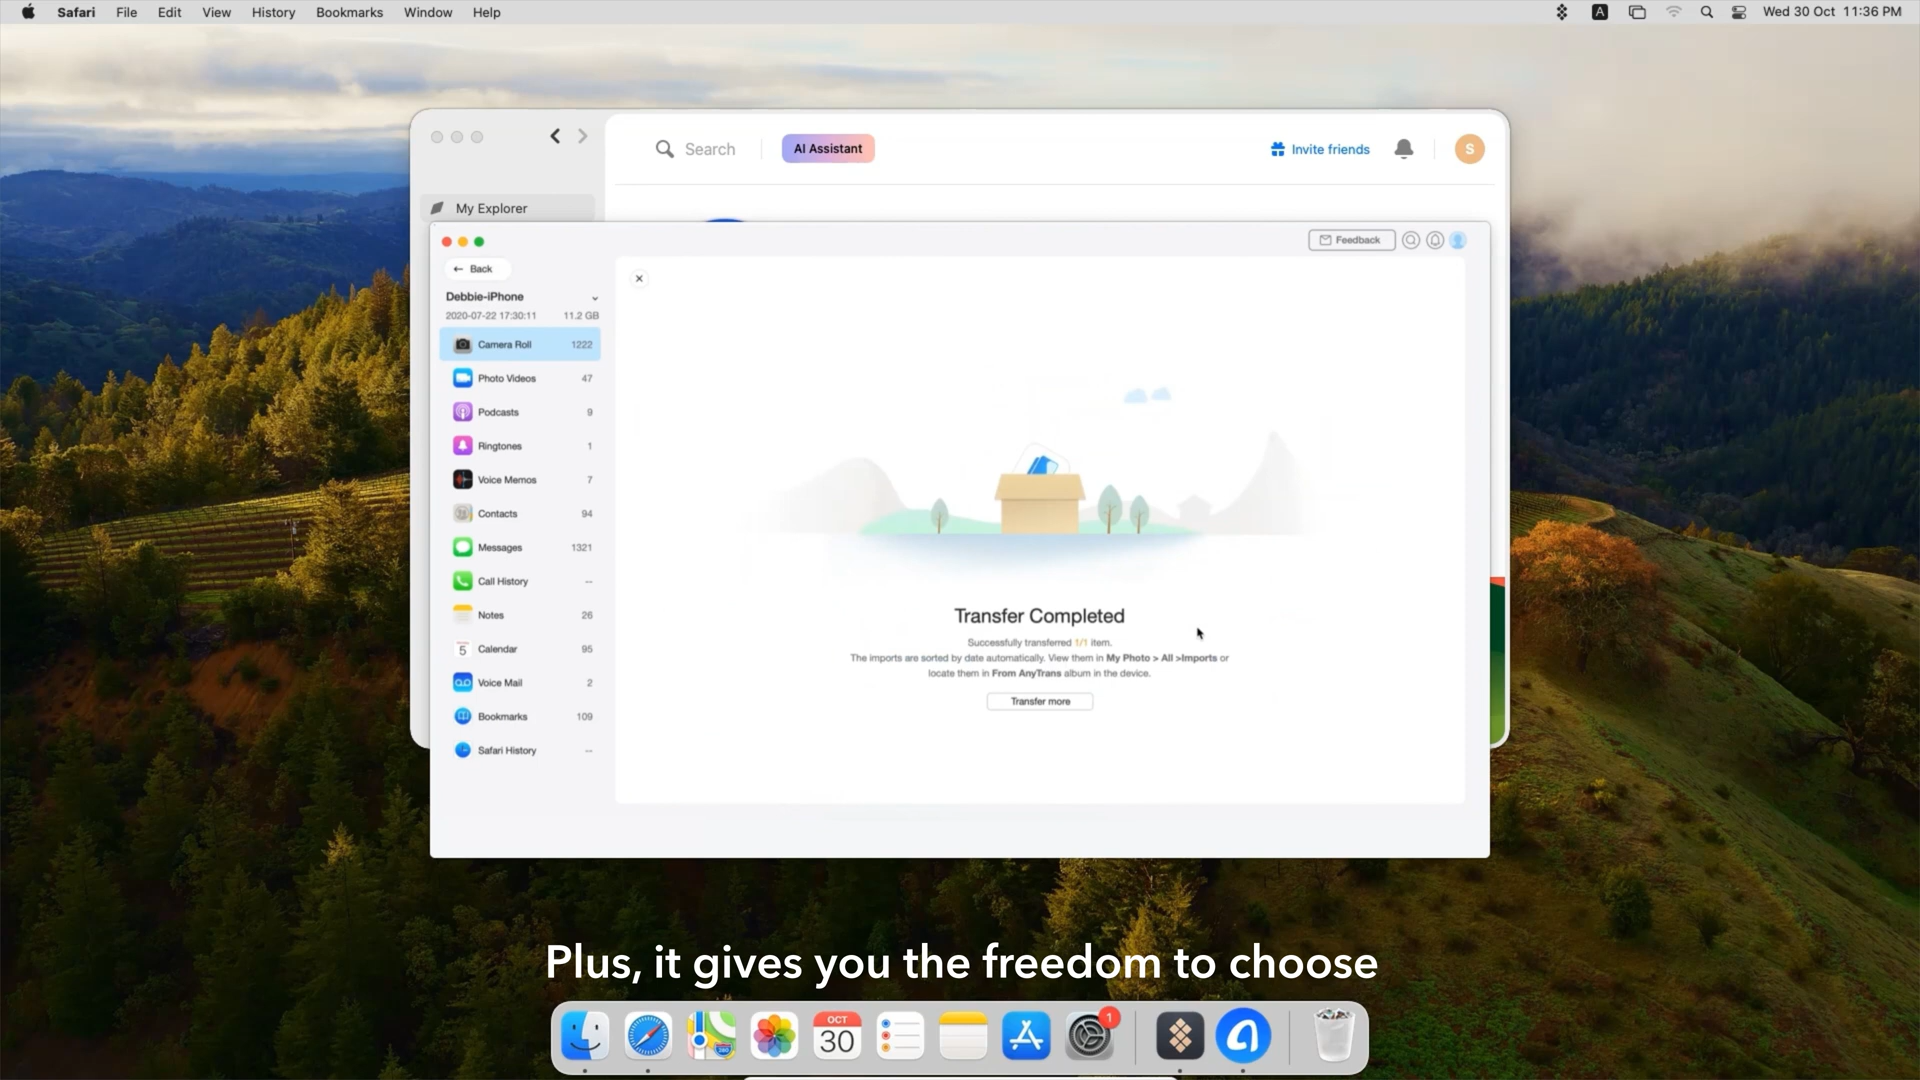 Safari File Edit View History Bookmarks Window Help
A
Wed 30 Oct 11:36 PM
Search
AI Assistant
Invite friends
S
My Explorer
Feedback
Back
Debbie-iPhone
2020-07-22 17:30:11 11.2 GB
Camera Roll 1222
Photo Videos 47
Podcasts 9
Ringtones 1
Voice Memos 7
Contacts 94
Messages 1321
Call History --
Notes 26
5
Calendar 95
Voice Mail 2
Bookmarks 109
Safari History --
Transfer Completed
Successfully transferred 1/1 item.
The imports are sorted by date automatically. View them in My Photo > All >Imports or
locate them in From AnyTrans album in the device.
Transfer more
Plus, it gives you the freedom to choose
280
OCT
30
1